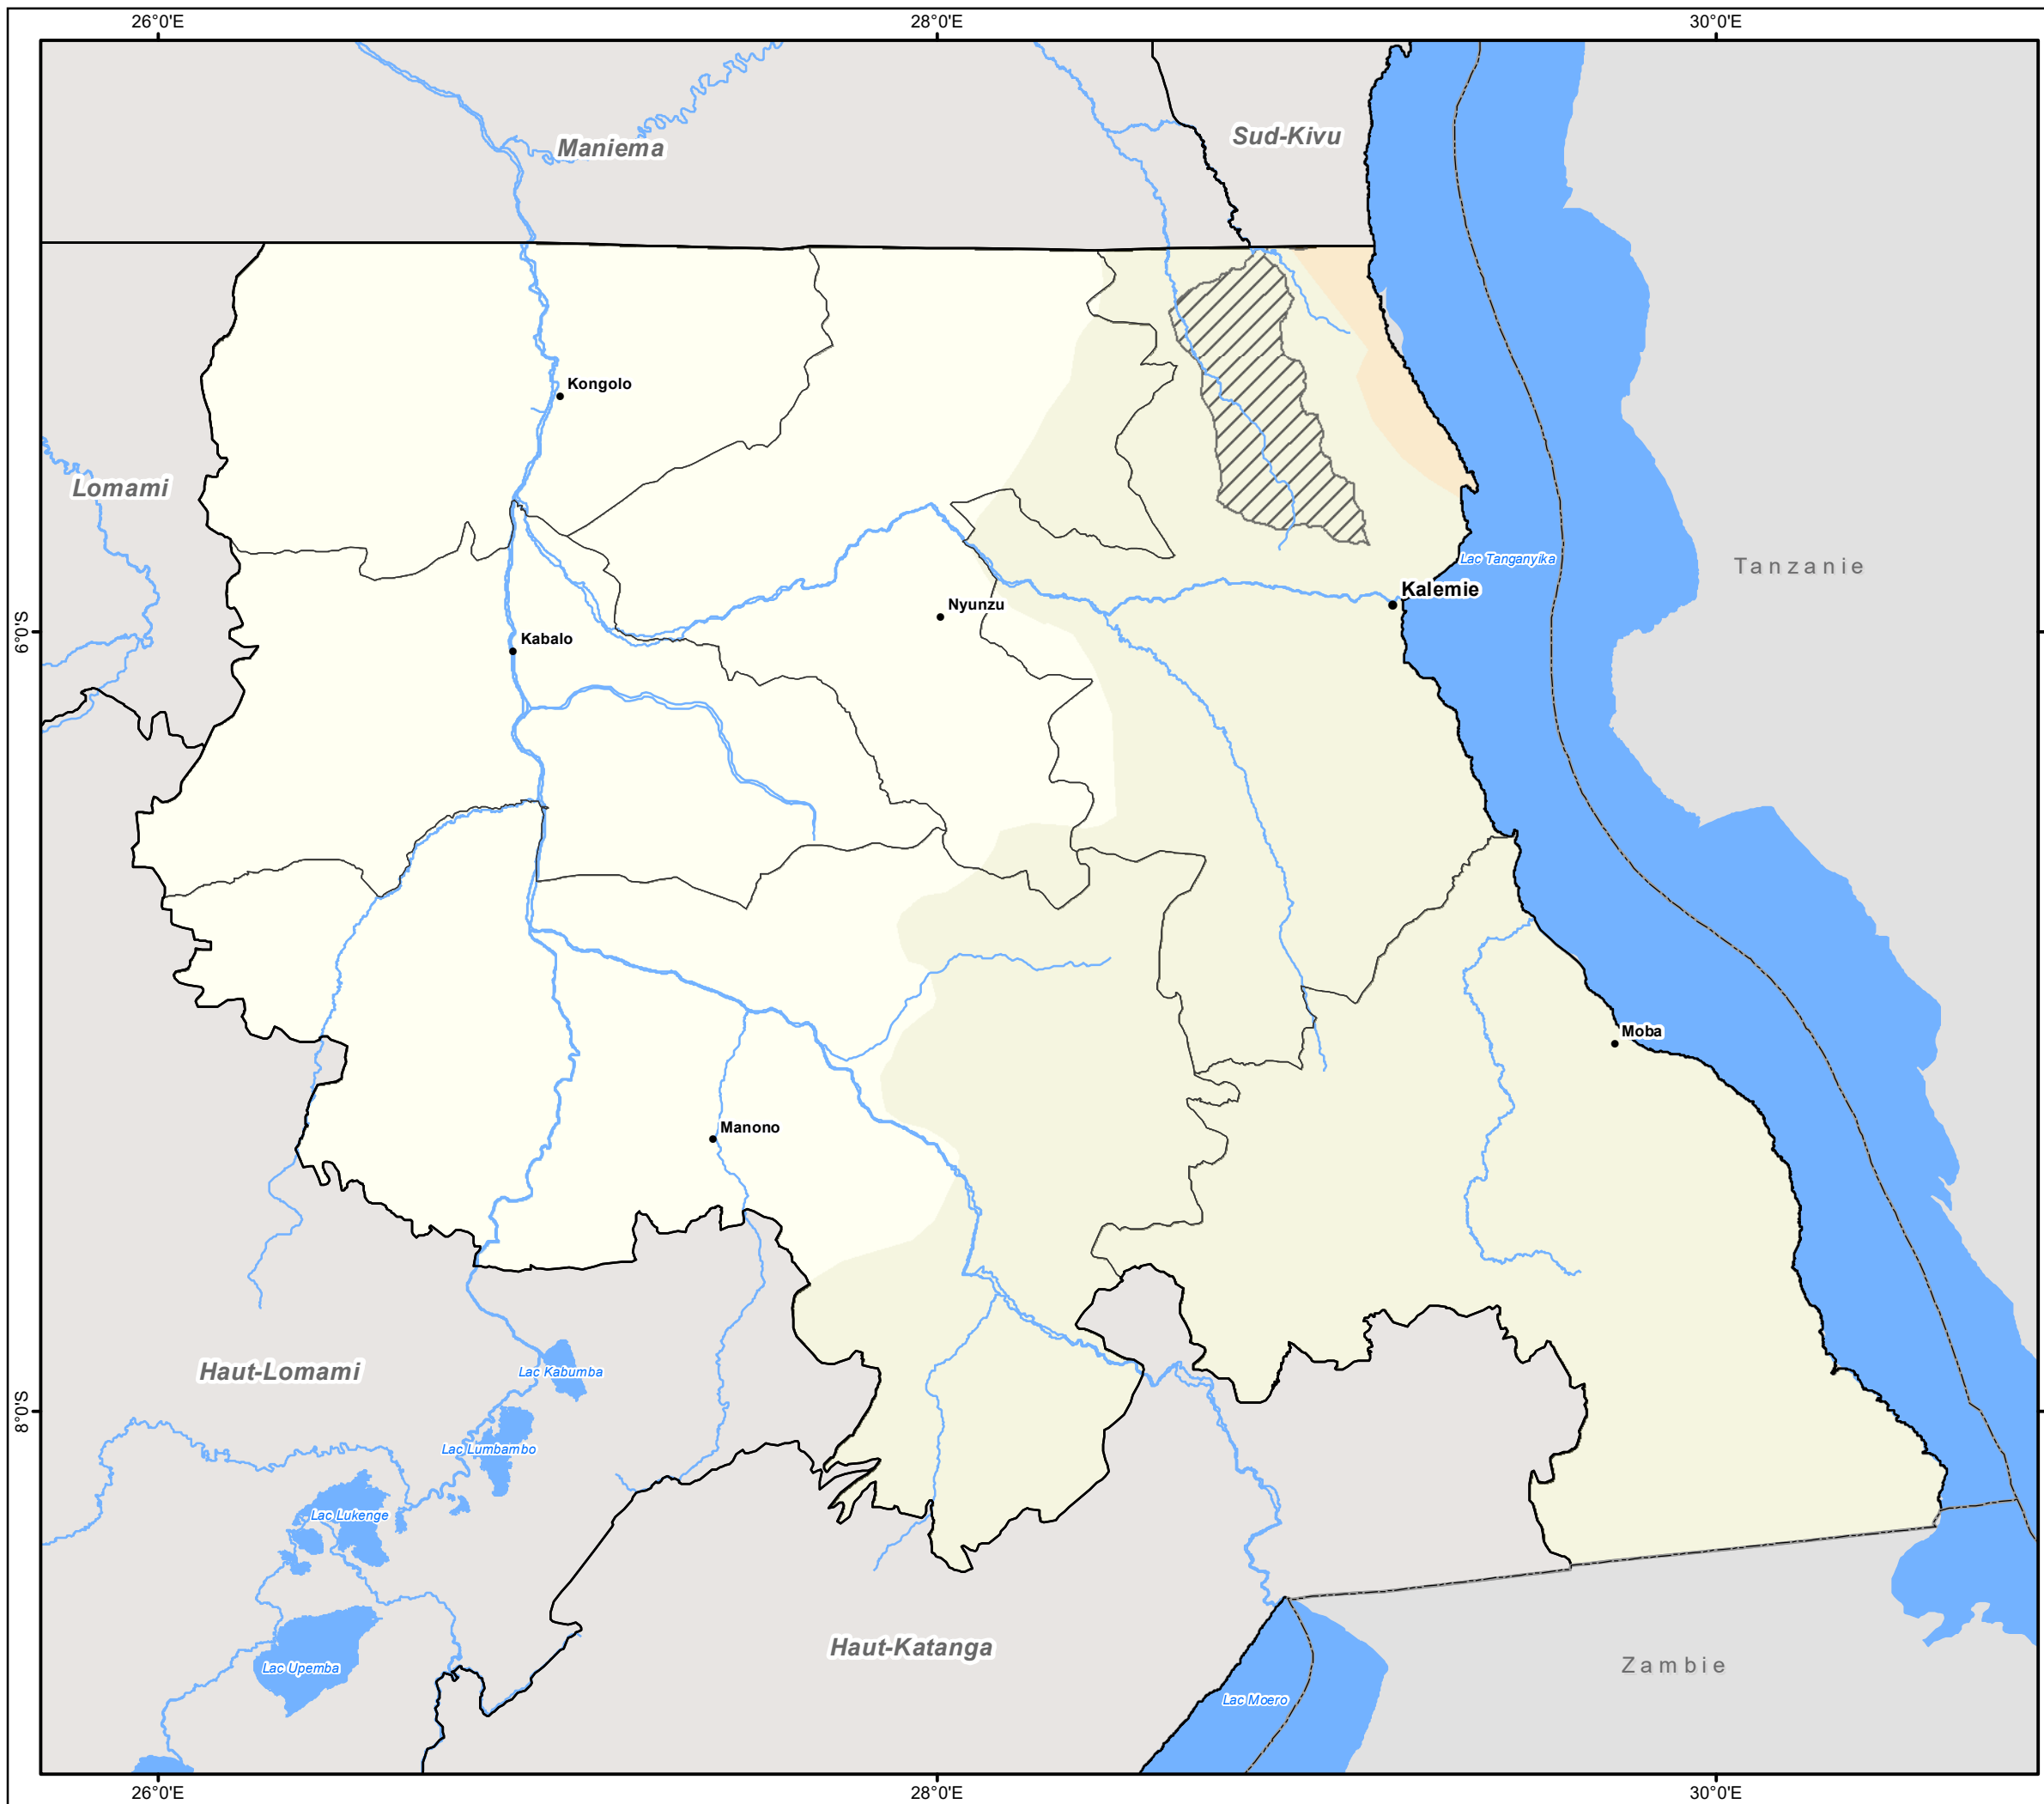 26°0'E
28°0'E
30°0'E
Maniema
Sud-Kivu
Kongolo
Lomami
Lac Tanganyika
Tanzanie
Kalemie
Nyunzu
6°0'S
Kabalo
Moba
Manono
Haut-Lomami
Lac Kabumba
8°0'S
Lac Lumbambo
Lac Lukenge
Haut-Katanga
Zambie
Lac Upemba
Lac Moero
26°0'E
28°0'E
30°0'E